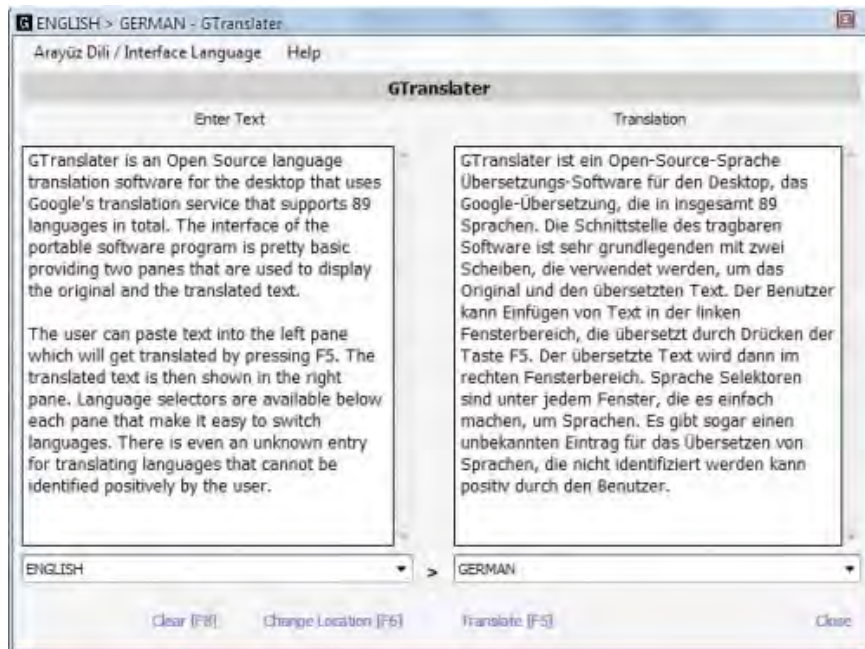 G ENGLISH > GERMAN - GTranslater
Arayüz Dili / Interface Language Help
GTranslater
Enter Text
GTranslater is an Open Source language
translation software for the desktop that uses
Google's translation service that supports 89
languages in total. The interface of the
portable software program is pretty basic
providing two panes that are used to display
the original and the translated text.
The user can paste text into the left pane
which will get translated by pressing F5. The
translated text is then shown in the right
pane. Language selectors are available below
each pane that make it easy to switch
languages. There is even an unknown entry
for translating languages that cannot be
identified positively by the user.
Translation
GTranslater ist ein Open-Source-Sprache
Übersetzungs-Software für den Desktop, das
Google-Übersetzung, die in insgesamt 89
Sprachen. Die Schnittstelle des tragbaren
Software ist sehr grundlegenden mit zwei
Scheiben, die verwendet werden, um das
Original und den übersetzten Text. Der Benutzer
kann Einfügen von Text in der linken
Fensterbereich, die übersetzt durch Drücken der
Taste F5. Der übersetzte Text wird dann im
rechten Fensterbereich. Sprache Selektoren
sind unter jedem Fenster, die es einfach
machen, um Sprachen. Es gibt sogar einen
unbekannten Eintrag für das Übersetzen von
Sprachen, die nicht identifiziert werden kann
positiv durch den Benutzer.
ENGLISH > GERMAN
Clear [F8] Change Location [F6] Translate [F5] Close